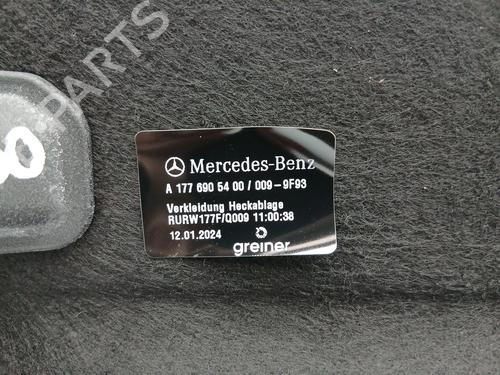 PARTS
Mercedes-Benz
A 177 690 54 00 / 009 - 9F93
Verkleidung Heckablage
RURW177F/Q009 11:00:38
12.01.2024
greiner